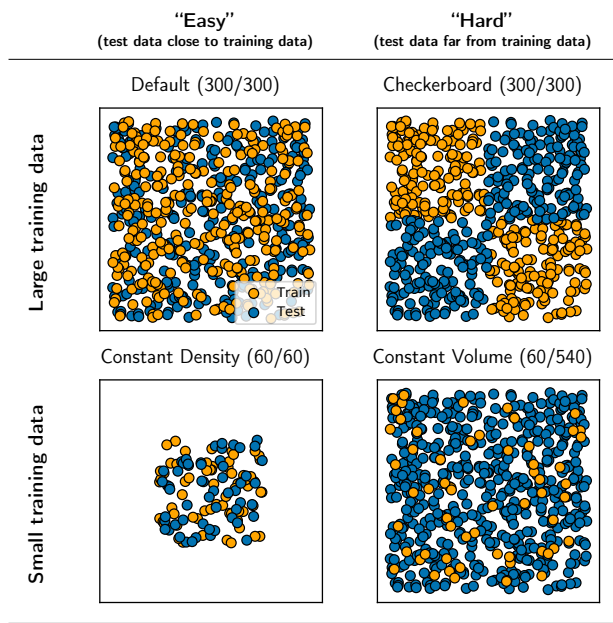 “Easy”
(test data close to training data)
“Hard”
(test data far from training data)
Large training data
Default (300/300)
Train
Test
Checkerboard (300/300)
Small training data
Constant Density (60/60)
Constant Volume (60/540)